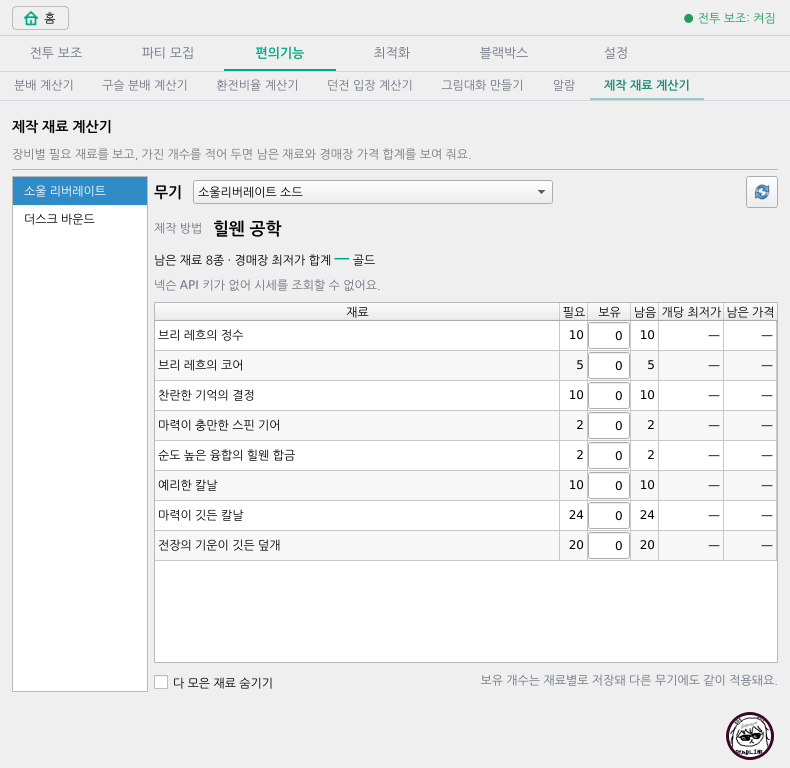 홈
전투 보조: 켜짐
전투 보조 파티 모집 편의기능 최적화 블랙박스 설정
분배 계산기 구슬 분배 계산기 환전비율 계산기 던전 입장 계산기 그림대화 만들기 알람 제작 재료 계산기
제작 재료 계산기
장비별 필요 재료를 보고, 가진 개수를 적어 두면 남은 재료와 경매장 가격 합계를 보여 줘요.
소울 리버레이트
더스크 바운드
무기 소울리버레이트 소드
제작 방법 힐웬 공학
남은 재료 8종 · 경매장 최저가 합계 — 골드
넥슨 API 키가 없어 시세를 조회할 수 없어요.
재료 필요 보유 남음 개당 최저가 남은 가격
브리 레흐의 정수 10 0 10 — —
브리 레흐의 코어 5 0 5 — —
찬란한 기억의 결정 10 0 10 — —
마력이 충만한 스핀 기어 2 0 2 — —
순도 높은 융합의 힐웬 합금 2 0 2 — —
예리한 칼날 10 0 10 — —
마력이 깃든 칼날 24 0 24 — —
전장의 기운이 깃든 덮개 20 0 20 — —
다 모은 재료 숨기기
보유 개수는 재료별로 저장돼 다른 무기에도 같이 적용돼요.